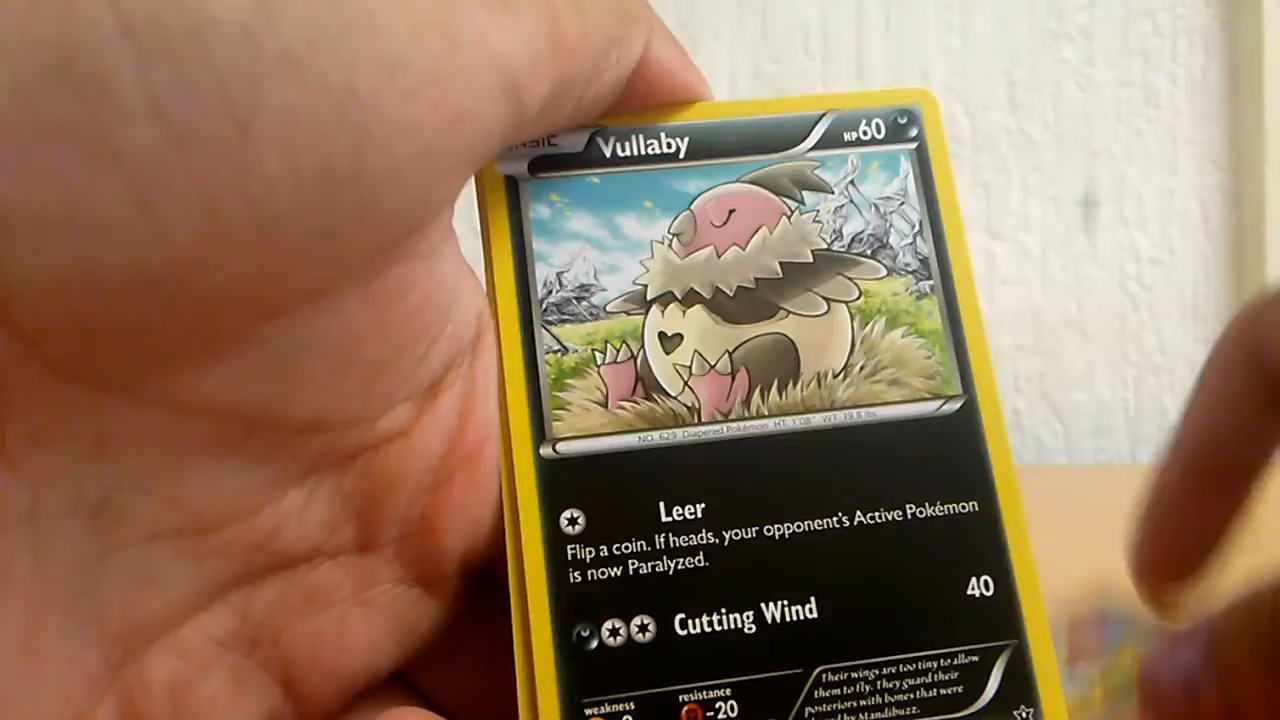 Vullaby HP60
NO. 629 Diapered Pokémon HT. 1'08" WT. 19.8 lbs
Leer
Flip a coin. If heads, your opponent's Active Pokémon
is now Paralyzed.
Cutting Wind 40
weakness resistance
-20
Their wings are too tiny to allow
them to fly. They guard their
posteriors with bones that were
by Mandibuzz.